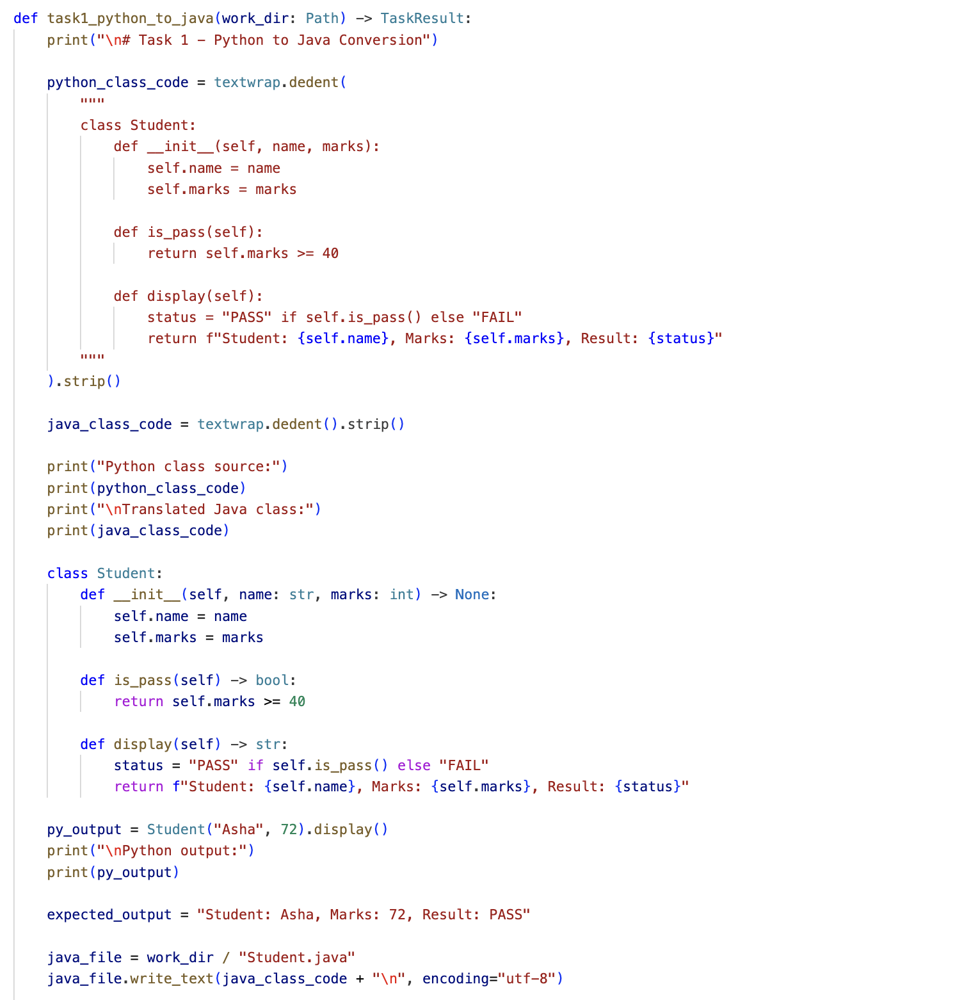 def task1_python_to_java(work_dir: Path) -> TaskResult:
    print("\n# Task 1 - Python to Java Conversion")

    python_class_code = textwrap.dedent(
        """
        class Student:
            def __init__(self, name, marks):
                self.name = name
                self.marks = marks

            def is_pass(self):
                return self.marks >= 40

            def display(self):
                status = "PASS" if self.is_pass() else "FAIL"
                return f"Student: {self.name}, Marks: {self.marks}, Result: {status}"
        """
    ).strip()

    java_class_code = textwrap.dedent().strip()

    print("Python class source:")
    print(python_class_code)
    print("\nTranslated Java class:")
    print(java_class_code)

    class Student:
        def __init__(self, name: str, marks: int) -> None:
            self.name = name
            self.marks = marks

        def is_pass(self) -> bool:
            return self.marks >= 40

        def display(self) -> str:
            status = "PASS" if self.is_pass() else "FAIL"
            return f"Student: {self.name}, Marks: {self.marks}, Result: {status}"

    py_output = Student("Asha", 72).display()
    print("\nPython output:")
    print(py_output)

    expected_output = "Student: Asha, Marks: 72, Result: PASS"

    java_file = work_dir / "Student.java"
    java_file.write_text(java_class_code + "\n", encoding="utf-8")